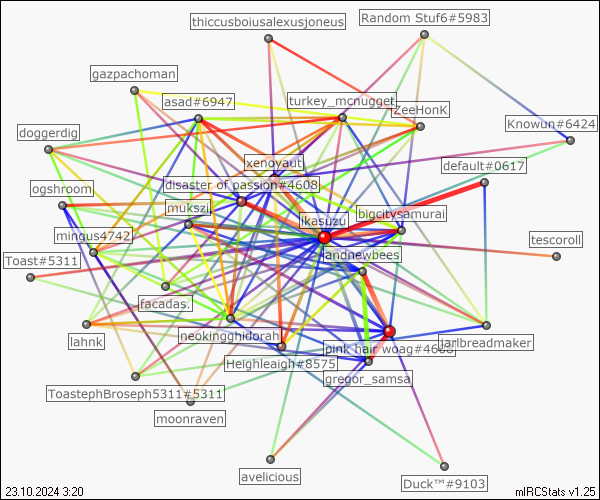 thiccusboiusalexusjoneus
Random Stuf6#5983
gazpachoman
asad#6947
turkey_mcnugget
ZeeHonK
Knowun#6424
doggerdig
xenoyaut
default#0617
ogshroom
disaster of passion#4608
mukszi
ikasuzu
bigcitysamurai
mingus4742
tescoroll
Toast#5311
andnewbees
facadas.
lahnk
neokingghidorah
pink hair woag#4668
jarlbreadmaker
Heighleaigh#8575
gregor_samsa
ToastephBroseph5311#5311
moonraven
avelicious
Duck™#9103
23.10.2024 3:20
mIRCStats v1.25